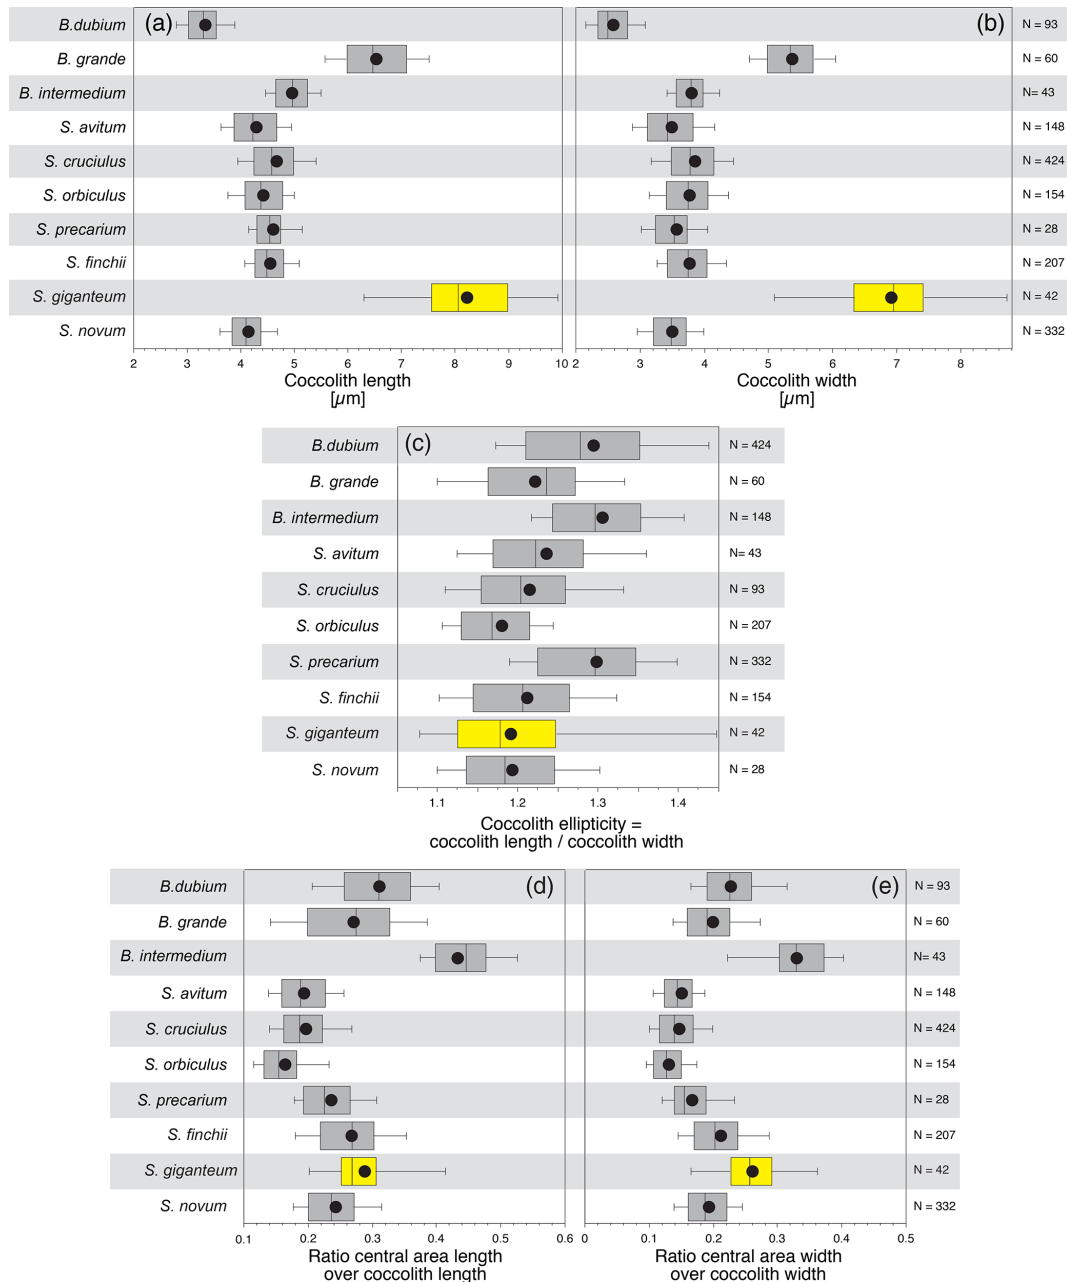 (a) (b)
B.dubium N = 93
B. grande N = 60
B. intermedium N= 43
S. avitum N = 148
S. cruciulus N = 424
S. orbiculus N = 154
S. precarium N = 28
S. finchii N = 207
S. giganteum N = 42
S. novum N = 332
2 3 4 5 6 7 8 9 10 2 3 4 5 6 7 8
Coccolith length Coccolith width
[µm] [µm]
(c)
B.dubium N = 424
B. grande N = 60
B. intermedium N = 148
S. avitum N= 43
S. cruciulus N = 93
S. orbiculus N = 207
S. precarium N = 332
S. finchii N = 154
S. giganteum N = 42
S. novum N = 28
1.1 1.2 1.3 1.4
Coccolith ellipticity =
coccolith length / coccolith width
(d) (e)
B.dubium N = 93
B. grande N = 60
B. intermedium N= 43
S. avitum N = 148
S. cruciulus N = 424
S. orbiculus N = 154
S. precarium N = 28
S. finchii N = 207
S. giganteum N = 42
S. novum N = 332
0.1 0.2 0.3 0.4 0.5 0.6 0 0.2 0.3 0.4 0.5
Ratio central area length Ratio central area width
over coccolith length over coccolith width